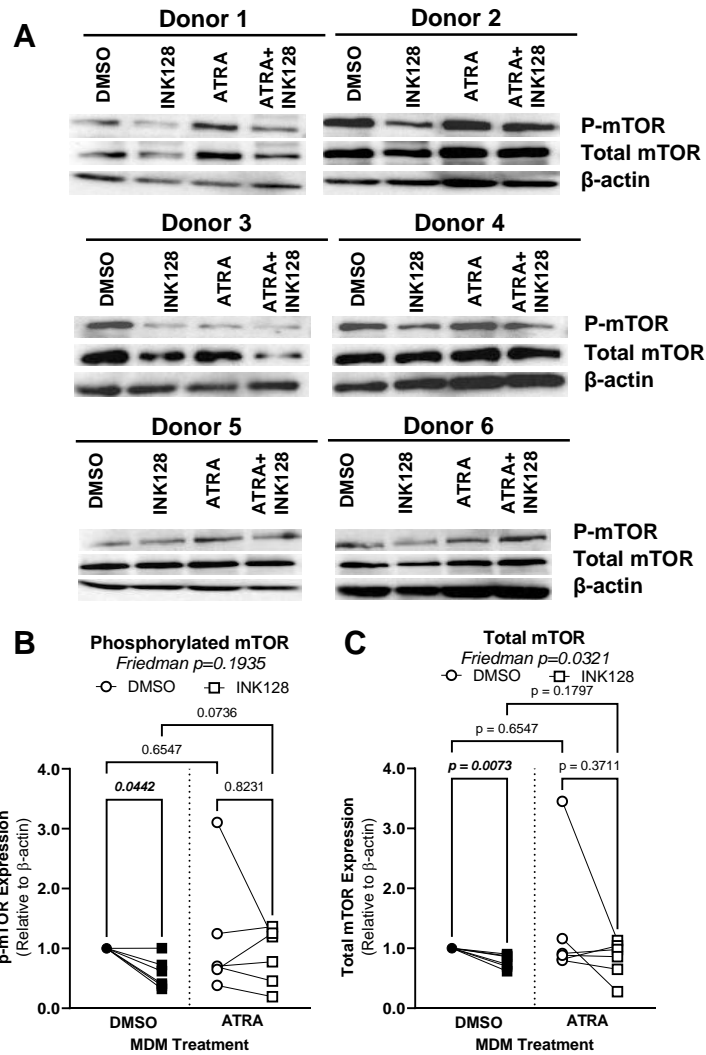 A
Donor 1
Donor 2
DMSO INK128 ATRA ATRA+ INK128
DMSO INK128 ATRA ATRA+ INK128
P-mTOR
Total mTOR
β-actin
Donor 3
Donor 4
DMSO INK128 ATRA ATRA+ INK128
DMSO INK128 ATRA ATRA+ INK128
P-mTOR
Total mTOR
β-actin
Donor 5
Donor 6
DMSO INK128 ATRA ATRA+ INK128
DMSO INK128 ATRA ATRA+ INK128
P-mTOR
Total mTOR
β-actin
B
Phosphorylated mTOR
Friedman p=0.1935
DMSO INK128
0.0736
0.6547
0.0442
0.8231
4.0
3.0
2.0
1.0
0.0
p-mTOR Expression
(Relative to β-actin)
DMSO ATRA
MDM Treatment
C
Total mTOR
Friedman p=0.0321
DMSO INK128
p = 0.1797
p = 0.6547
p = 0.0073
p = 0.3711
4.0
3.0
2.0
1.0
0.0
Total mTOR Expression
(Relative to β-actin)
DMSO ATRA
MDM Treatment